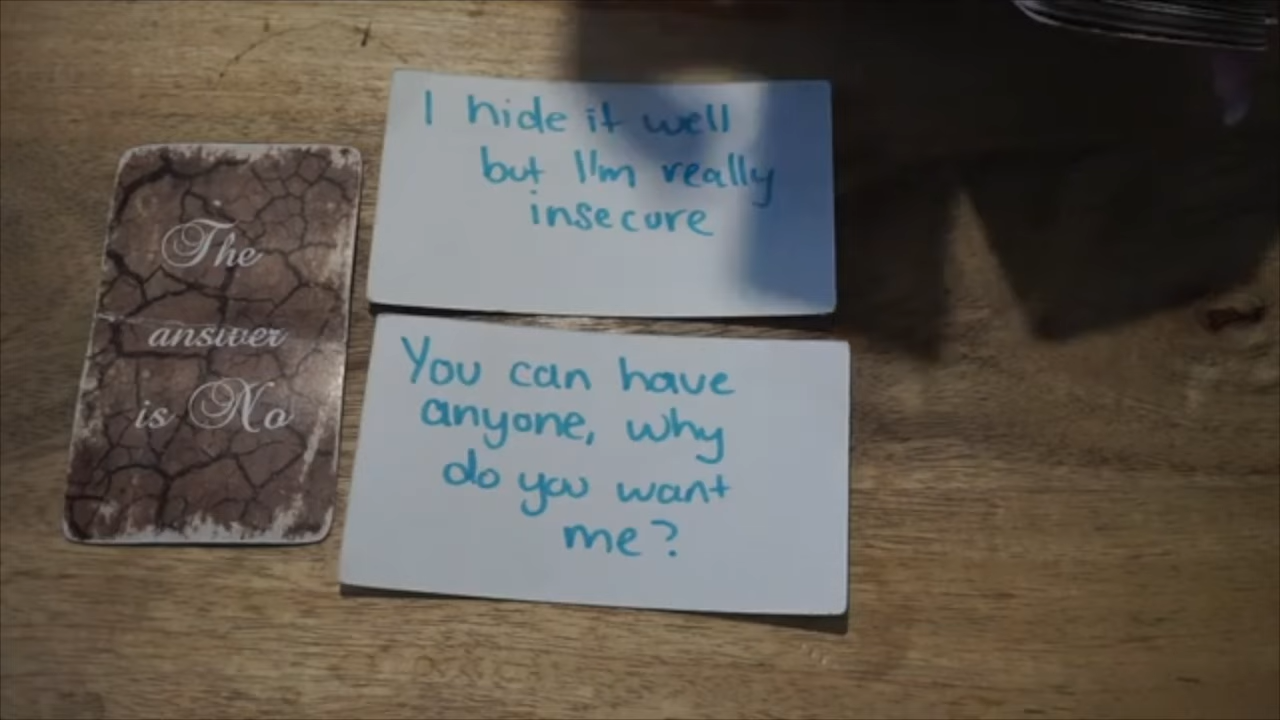 The
answer
is No
I hide it well
but I'm really
insecure
You can have
anyone, why
do you want
me?